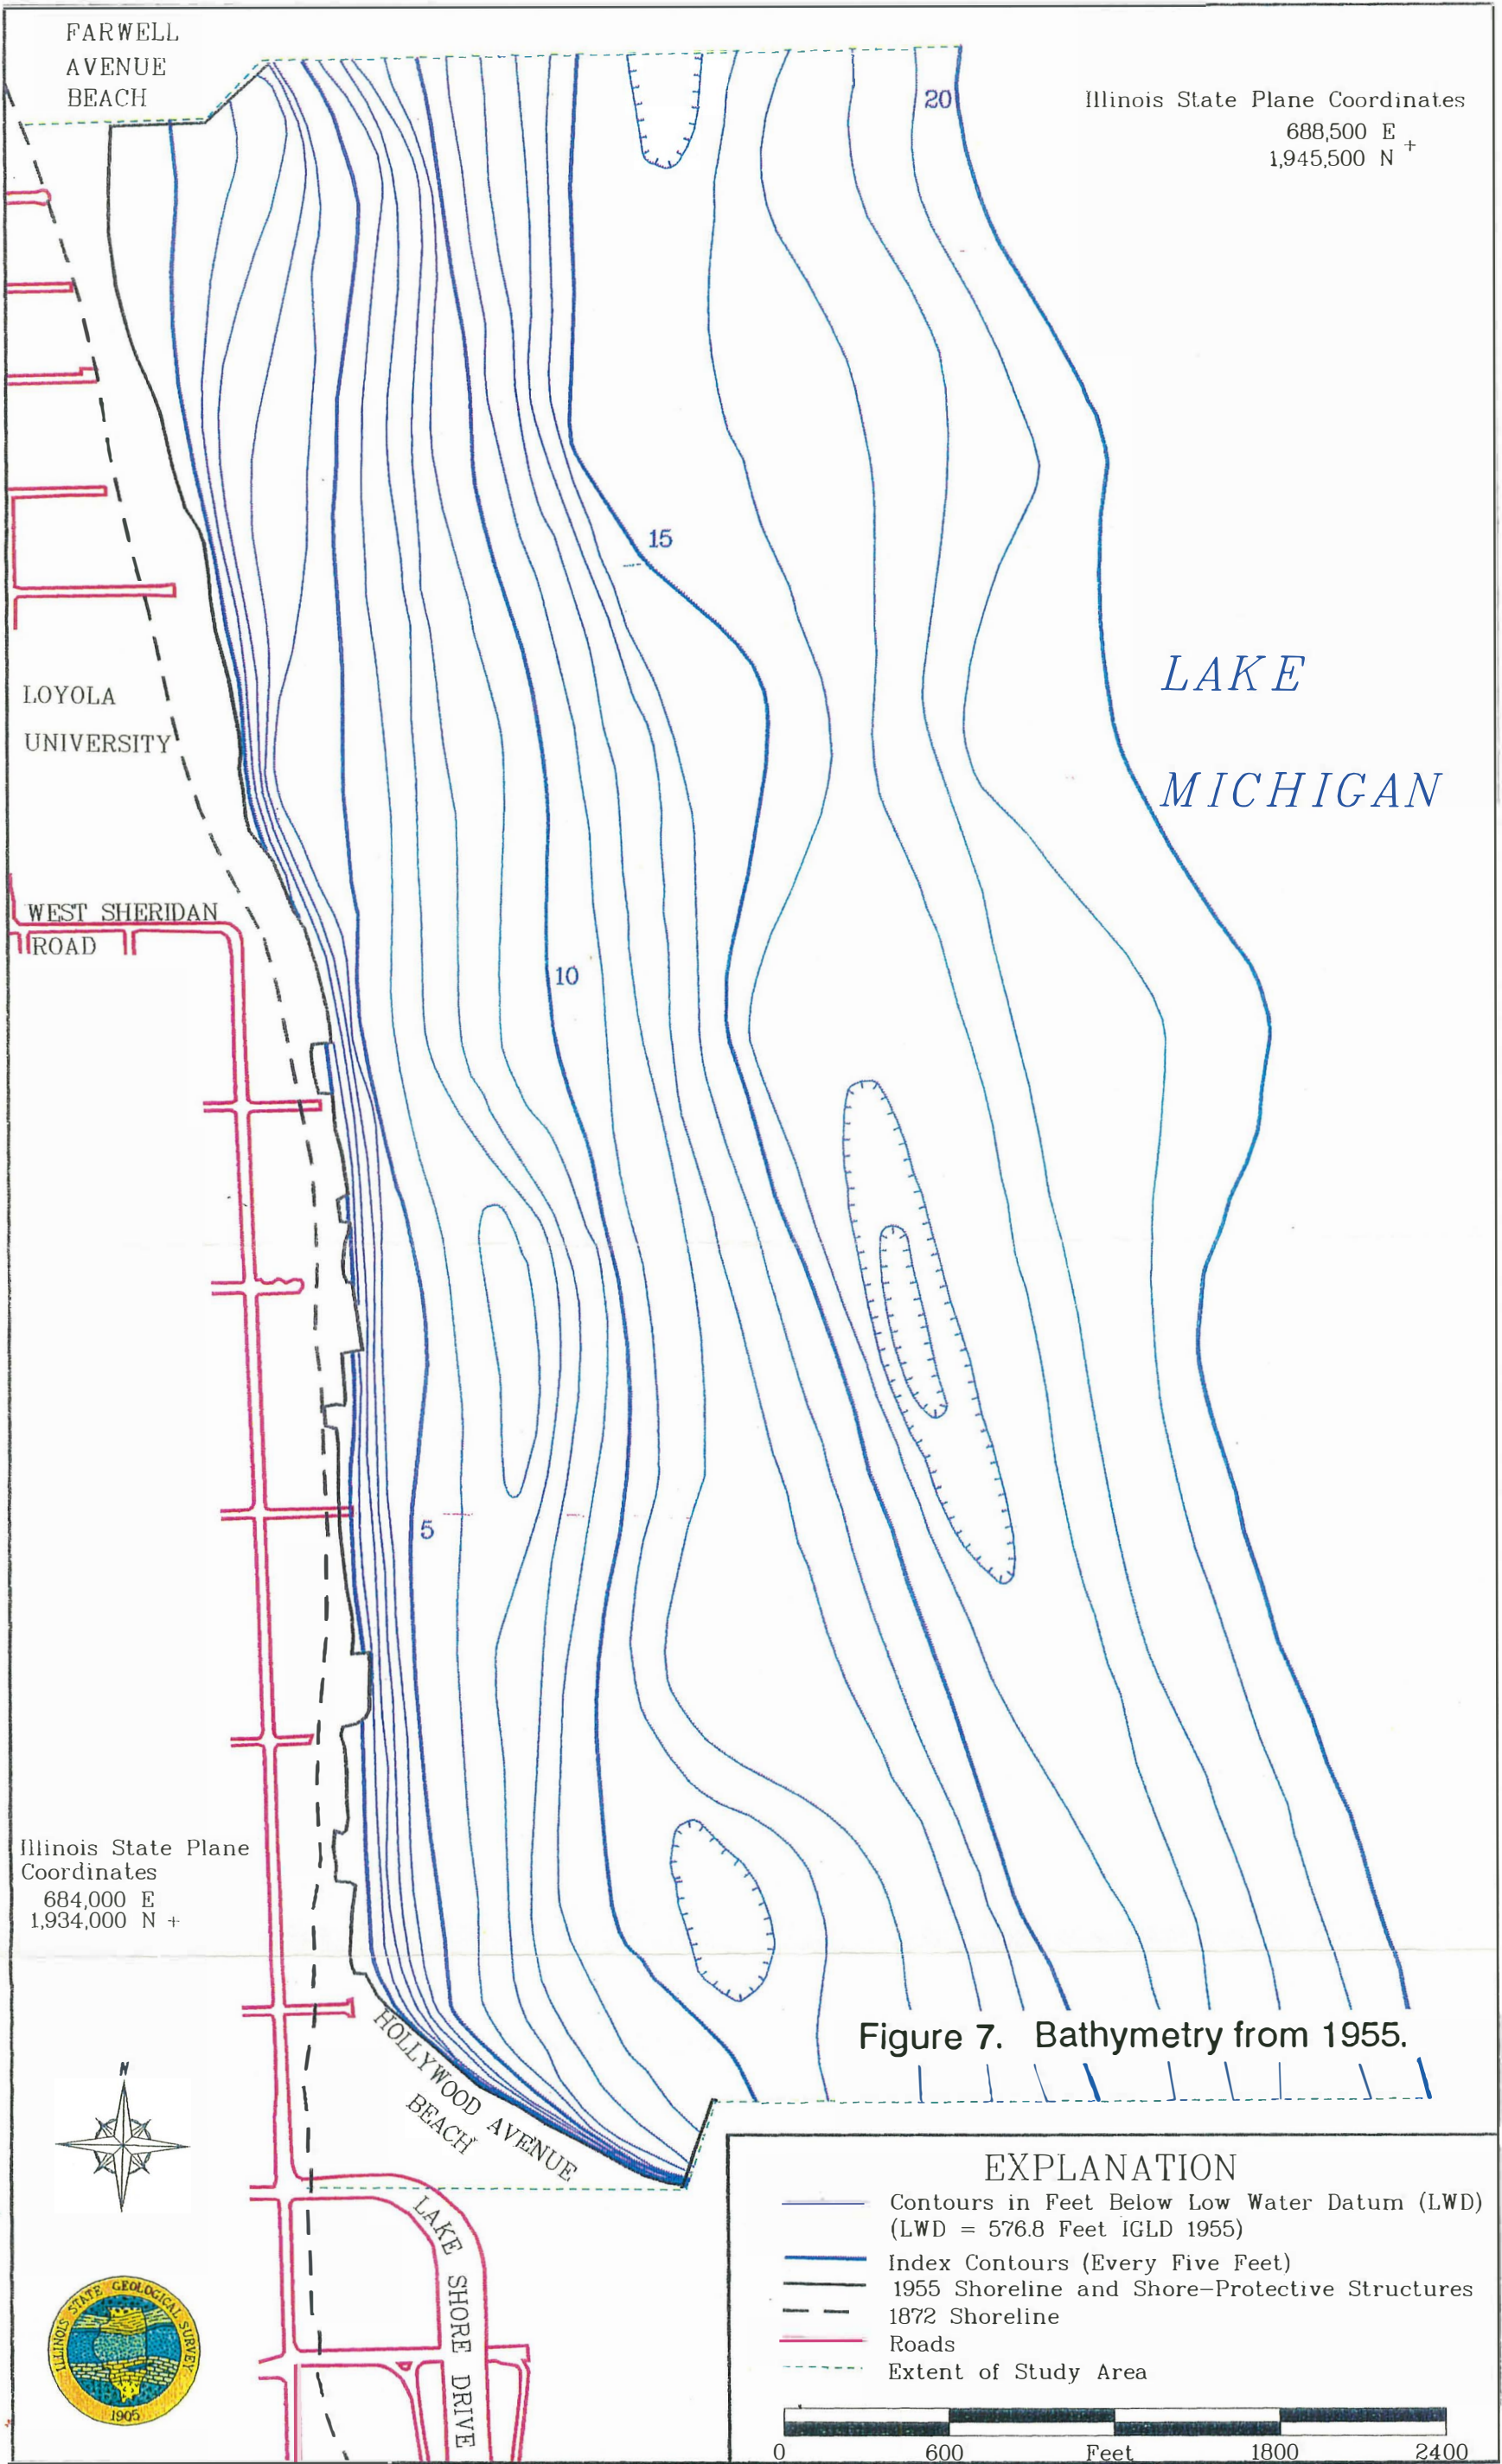 FARWELL
AVENUE
BEACH
20
Illinois State Plane Coordinates
688,500 E
1,945,500 N +
15
LAKE
MICHIGAN
LOYOLA
UNIVERSITY
WEST SHERIDAN
ROAD
10
5
Illinois State Plane
Coordinates
684,000 E
1,934,000 N +
HOLLYWOOD AVENUE
BEACH
Figure 7. Bathymetry from 1955.
N
LAKE SHORE DRIVE
ILLINOIS STATE GEOLOGICAL SURVEY
1905
EXPLANATION
Contours in Feet Below Low Water Datum (LWD)
(LWD = 576.8 Feet IGLD 1955)
Index Contours (Every Five Feet)
1955 Shoreline and Shore-Protective Structures
1872 Shoreline
Roads
Extent of Study Area
0 600 Feet 1800 2400